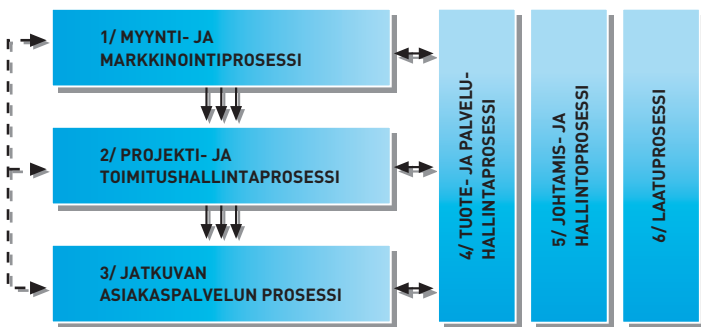 1/ MYYNTI- JA
MARKKINOINTIPROSESSI
2/ PROJEKTI- JA
TOIMITUSHALLINTAPROSESSI
3/ JATKUVAN
ASIAKASPALVELUN PROSESSI
4/ TUOTE- JA PALVELU-
HALLINTAPROSESSI
5/ JOHTAMIS- JA
HALLINTOPROSESSI
6/ LAATUPROSESSI